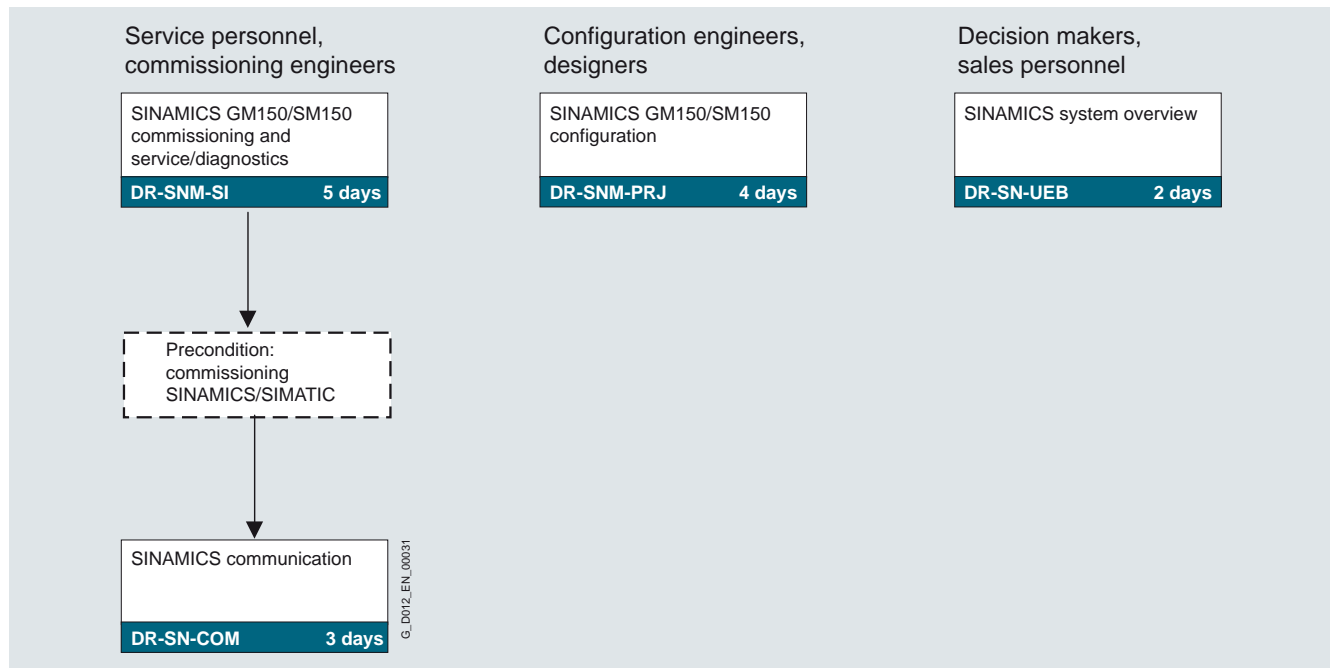 Service personnel,
commissioning engineers
Configuration engineers,
designers
Decision makers,
sales personnel
SINAMICS GM150/SM150
commissioning and
service/diagnostics
DR-SNM-SI 5 days
SINAMICS GM150/SM150
configuration
DR-SNM-PRJ 4 days
SINAMICS system overview
DR-SN-UEB 2 days
Precondition:
commissioning
SINAMICS/SIMATIC
SINAMICS communication
DR-SN-COM 3 days
G_D012_EN_00031